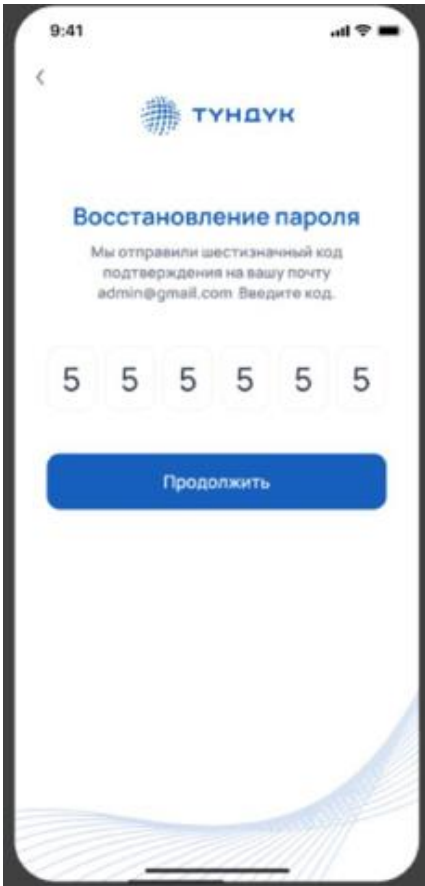 9:41
ТҮНДҮК
Восстановление пароля
Мы отправили шестизначный код
подтверждения на вашу почту
admin@gmail.com Введите код.
5 5 5 5 5 5
Продолжить